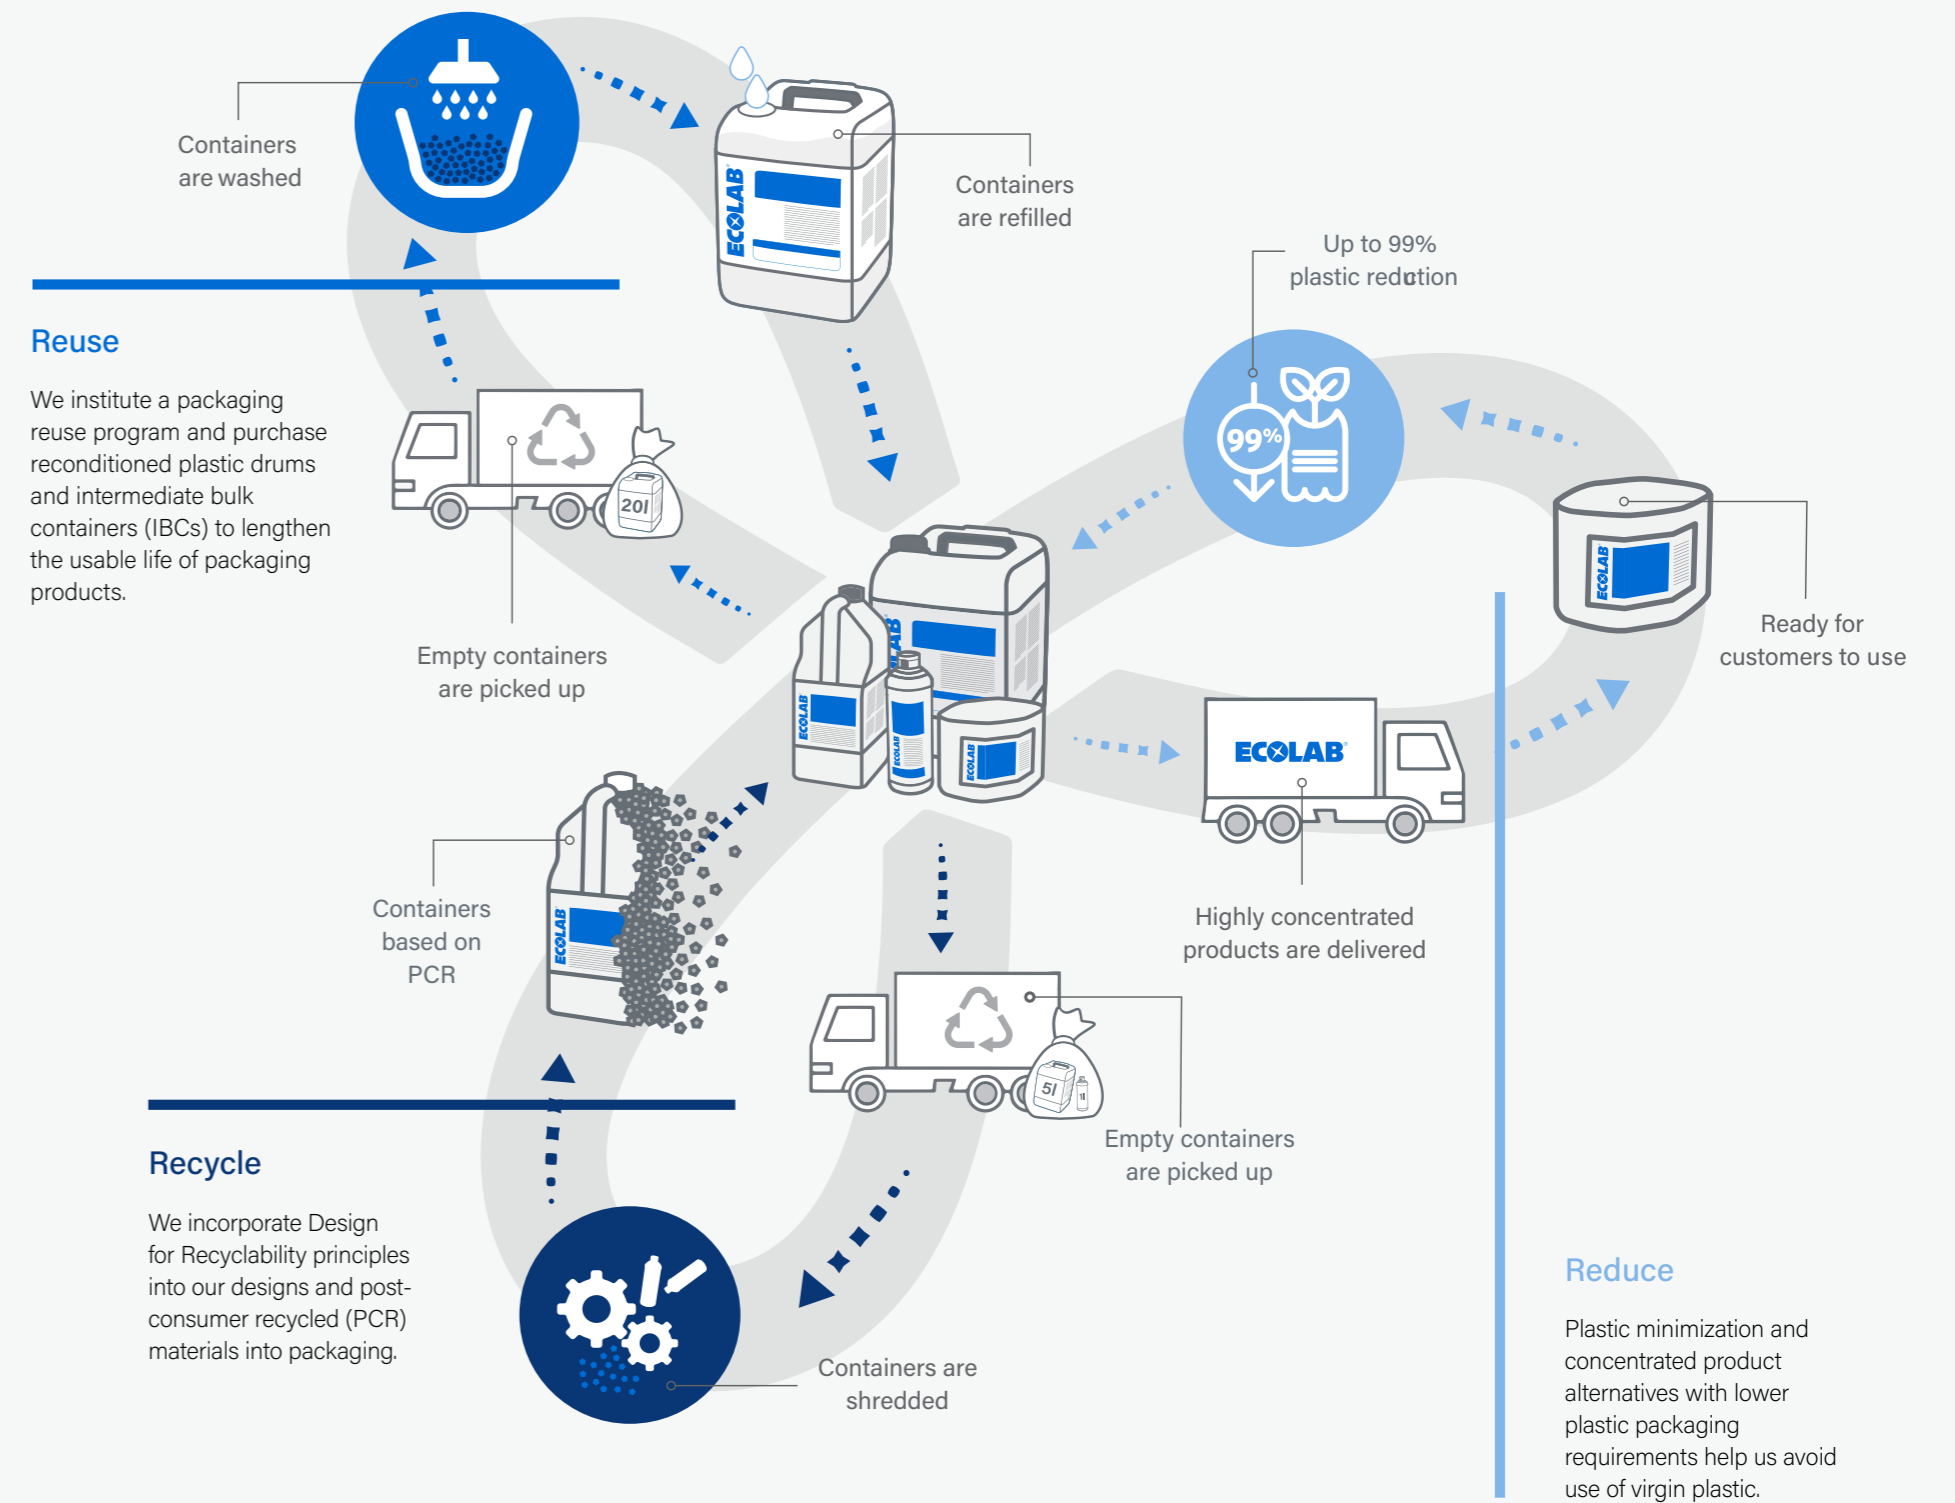 Containers
are washed
ECOLAB
Containers
are refilled
Up to 99%
plastic reduction
99%
Reuse
We institute a packaging
reuse program and purchase
reconditioned plastic drums
and intermediate bulk
containers (IBCs) to lengthen
the usable life of packaging
products.
20l
Empty containers
are picked up
ECOLAB
Ready for
customers to use
ECOLAB
ECOLAB
ECOLAB
ECOLAB
Highly concentrated
products are delivered
Containers
based on
PCR
ECOLAB
5l
1l
Empty containers
are picked up
Recycle
We incorporate Design
for Recyclability principles
into our designs and post-
consumer recycled (PCR)
materials into packaging.
Containers are
shredded
Reduce
Plastic minimization and
concentrated product
alternatives with lower
plastic packaging
requirements help us avoid
use of virgin plastic.